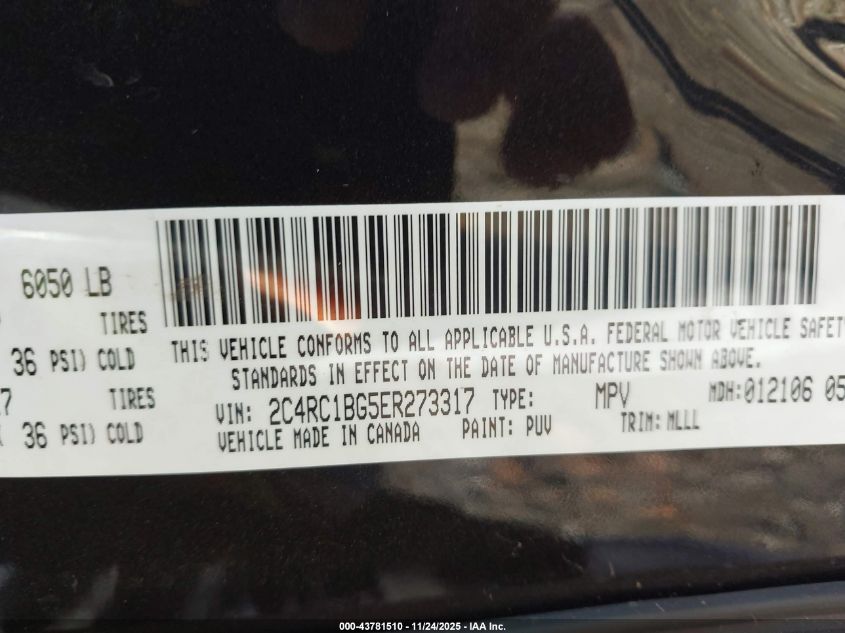 6050 LB
TIRES
36 PSI) COLD
7 TIRES
36 PSI) COLD
THIS VEHICLE CONFORMS TO ALL APPLICABLE U.S.A. FEDERAL MOTOR VEHICLE SAFETY
STANDARDS IN EFFECT ON THE DATE OF MANUFACTURE SHOWN ABOVE.
VIN: 2C4RC1BG5ER273317 TYPE: MPV MDH:012106 05
VEHICLE MADE IN CANADA PAINT: PUV TRIM: MLLL
000-43781510 - 11/24/2025 - IAA Inc.